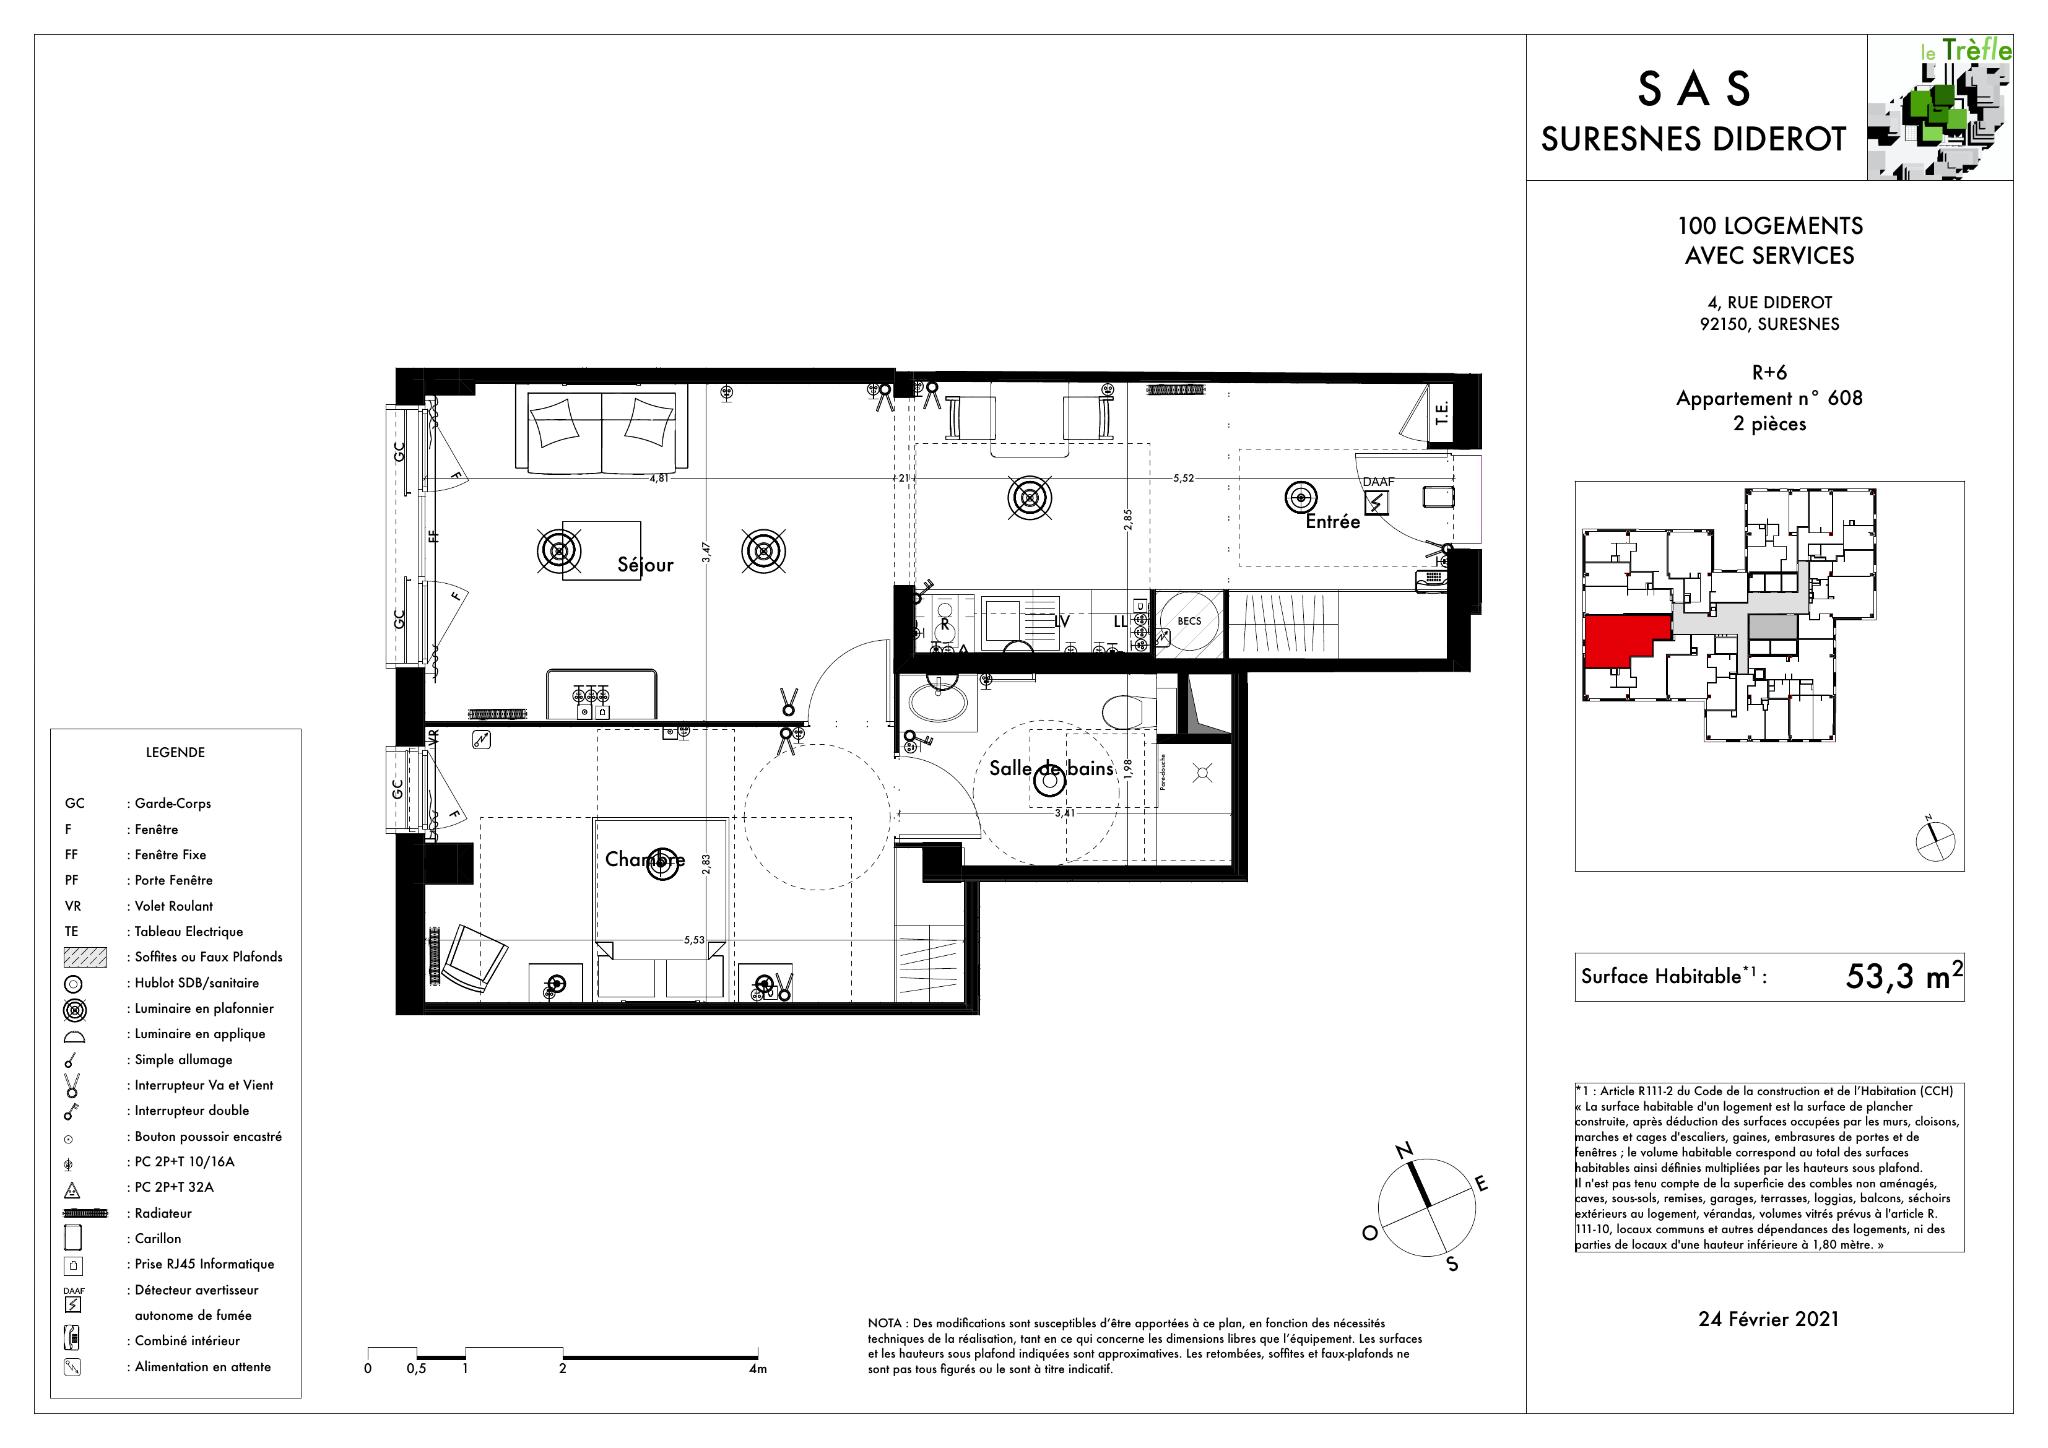 le Trèfle
S A S
SURESNES DIDEROT
100 LOGEMENTS
AVEC SERVICES
4, RUE DIDEROT
92150, SURESNES
R+6
Appartement n° 608
2 pièces
N
Surface Habitable*1 :
53,3 m2
*1 : Article R111-2 du Code de la construction et de l'Habitation (CCH)
« La surface habitable d'un logement est la surface de plancher
construite, après déduction des surfaces occupées par les murs, cloisons,
marches et cages d'escaliers, gaines, embrasures de portes et de
fenêtres ; le volume habitable correspond au total des surfaces
habitables ainsi définies multipliées par les hauteurs sous plafond.
Il n'est pas tenu compte de la superficie des combles non aménagés,
caves, sous-sols, remises, garages, terrasses, loggias, balcons, séchoirs
extérieurs au logement, vérandas, volumes vitrés prévus à l'article R.
111-10, locaux communs et autres dépendances des logements, ni des
parties de locaux d'une hauteur inférieure à 1,80 mètre. »
24 Février 2021
GC
F
FF
GC
F
4,81
21
5,52
3,47
2,85
Séjour
T.E.
DAAF
Entrée
R
LV
LL
BECS
VR
GC
F
Salle de bains
1,98
Pare-douche
3,41
Chambre
2,83
5,53
LEGENDE
GC : Garde-Corps
F : Fenêtre
FF : Fenêtre Fixe
PF : Porte Fenêtre
VR : Volet Roulant
TE : Tableau Electrique
: Soffites ou Faux Plafonds
: Hublot SDB/sanitaire
: Luminaire en plafonnier
: Luminaire en applique
: Simple allumage
: Interrupteur Va et Vient
: Interrupteur double
: Bouton poussoir encastré
: PC 2P+T 10/16A
: PC 2P+T 32A
: Radiateur
: Carillon
: Prise RJ45 Informatique
DAAF : Détecteur avertisseur
autonome de fumée
: Combiné intérieur
: Alimentation en attente
0 0,5 1 2 4m
NOTA : Des modifications sont susceptibles d'être apportées à ce plan, en fonction des nécessités
techniques de la réalisation, tant en ce qui concerne les dimensions libres que l'équipement. Les surfaces
et les hauteurs sous plafond indiquées sont approximatives. Les retombées, soffites et faux-plafonds ne
sont pas tous figurés ou le sont à titre indicatif.
N
E
O
S